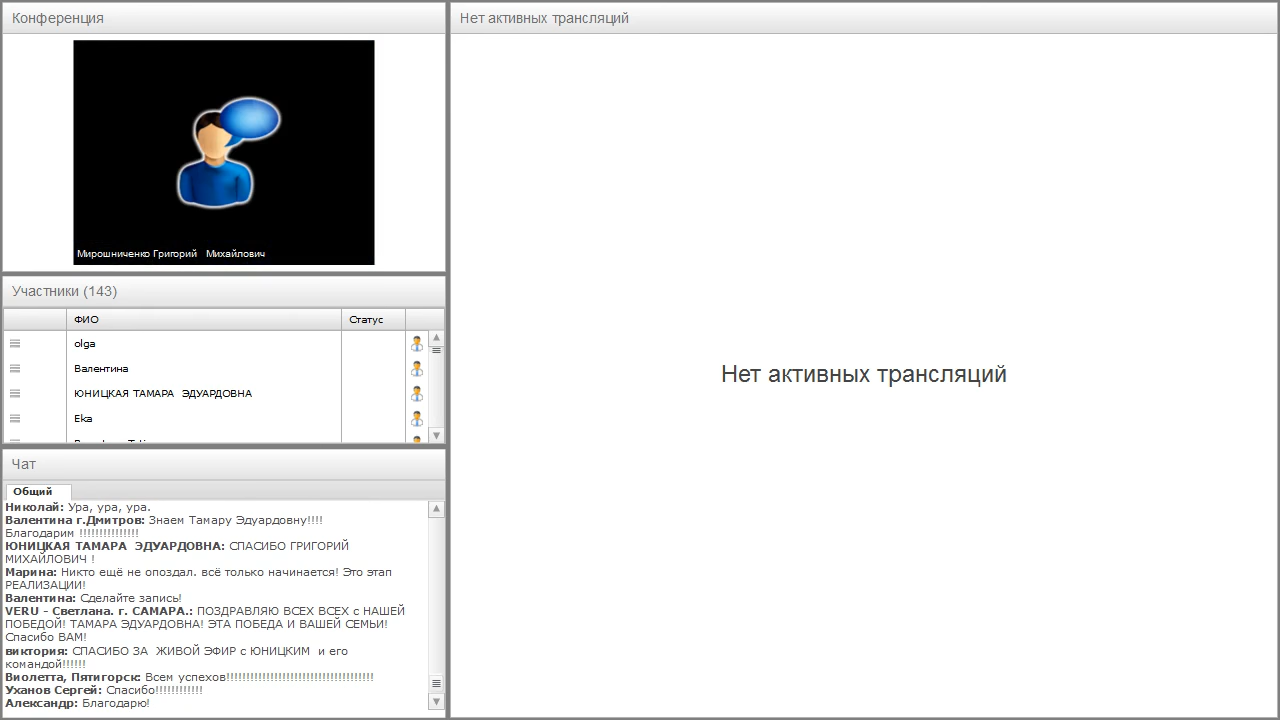 Конференция
Мирошниченко Григорий Михайлович
Участники (143)
ФИО Статус
olga
Валентина
ЮНИЦКАЯ ТАМАРА ЭДУАРДОВНА
Eka
Чат
Общий
Николай: Ура, ура, ура.
Валентина г.Дмитров: Знаем Тамару Эдуардовну!!!!
Благодарим !!!!!!!!!!!!!!!
ЮНИЦКАЯ ТАМАРА ЭДУАРДОВНА: СПАСИБО ГРИГОРИЙ
МИХАЙЛОВИЧ !
Марина: Никто ещё не опоздал. всё только начинается! Это этап
РЕАЛИЗАЦИИ!
Валентина: Сделайте запись!
VERU - Светлана. г. САМАРА.: ПОЗДРАВЛЯЮ ВСЕХ ВСЕХ с НАШЕЙ
ПОБЕДОЙ! ТАМАРА ЭДУАРДОВНА! ЭТА ПОБЕДА И ВАШЕЙ СЕМЬИ!
Спасибо ВАМ!
виктория: СПАСИБО ЗА ЖИВОЙ ЭФИР с ЮНИЦКИМ и его
командой!!!!!!
Виолетта, Пятигорск: Всем успехов!!!!!!!!!!!!!!!!!!!!!!!!!!!!!!!!!!!!!
Уханов Сергей: Спасибо!!!!!!!!!!!!
Александр: Благодарю!
Нет активных трансляций
Нет активных трансляций